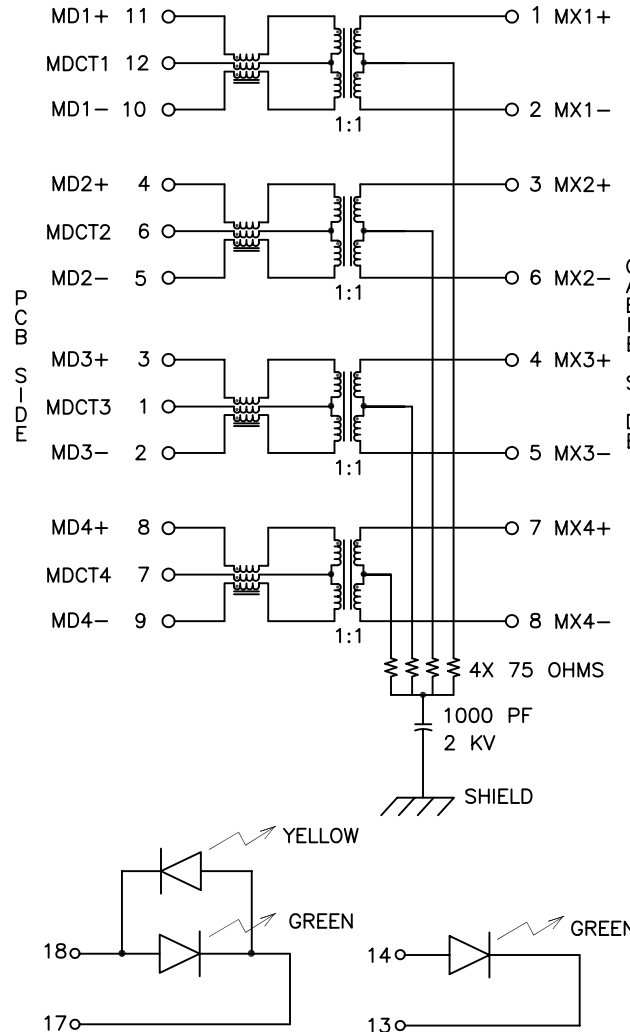 MD1+ 11 1 MX1+
MDCT1 12
MD1− 10 2 MX1−
1:1
MD2+ 4 3 MX2+
MDCT2 6
MD2− 5 6 MX2−
1:1
PCB SIDE
MD3+ 3 4 MX3+
MDCT3 1
MD3− 2 5 MX3−
1:1
MD4+ 8 7 MX4+
MDCT4 7
MD4− 9 8 MX4−
1:1
4X 75 OHMS
1000 PF
2 KV
SHIELD
YELLOW
GREEN
18
17
GREEN
14
13